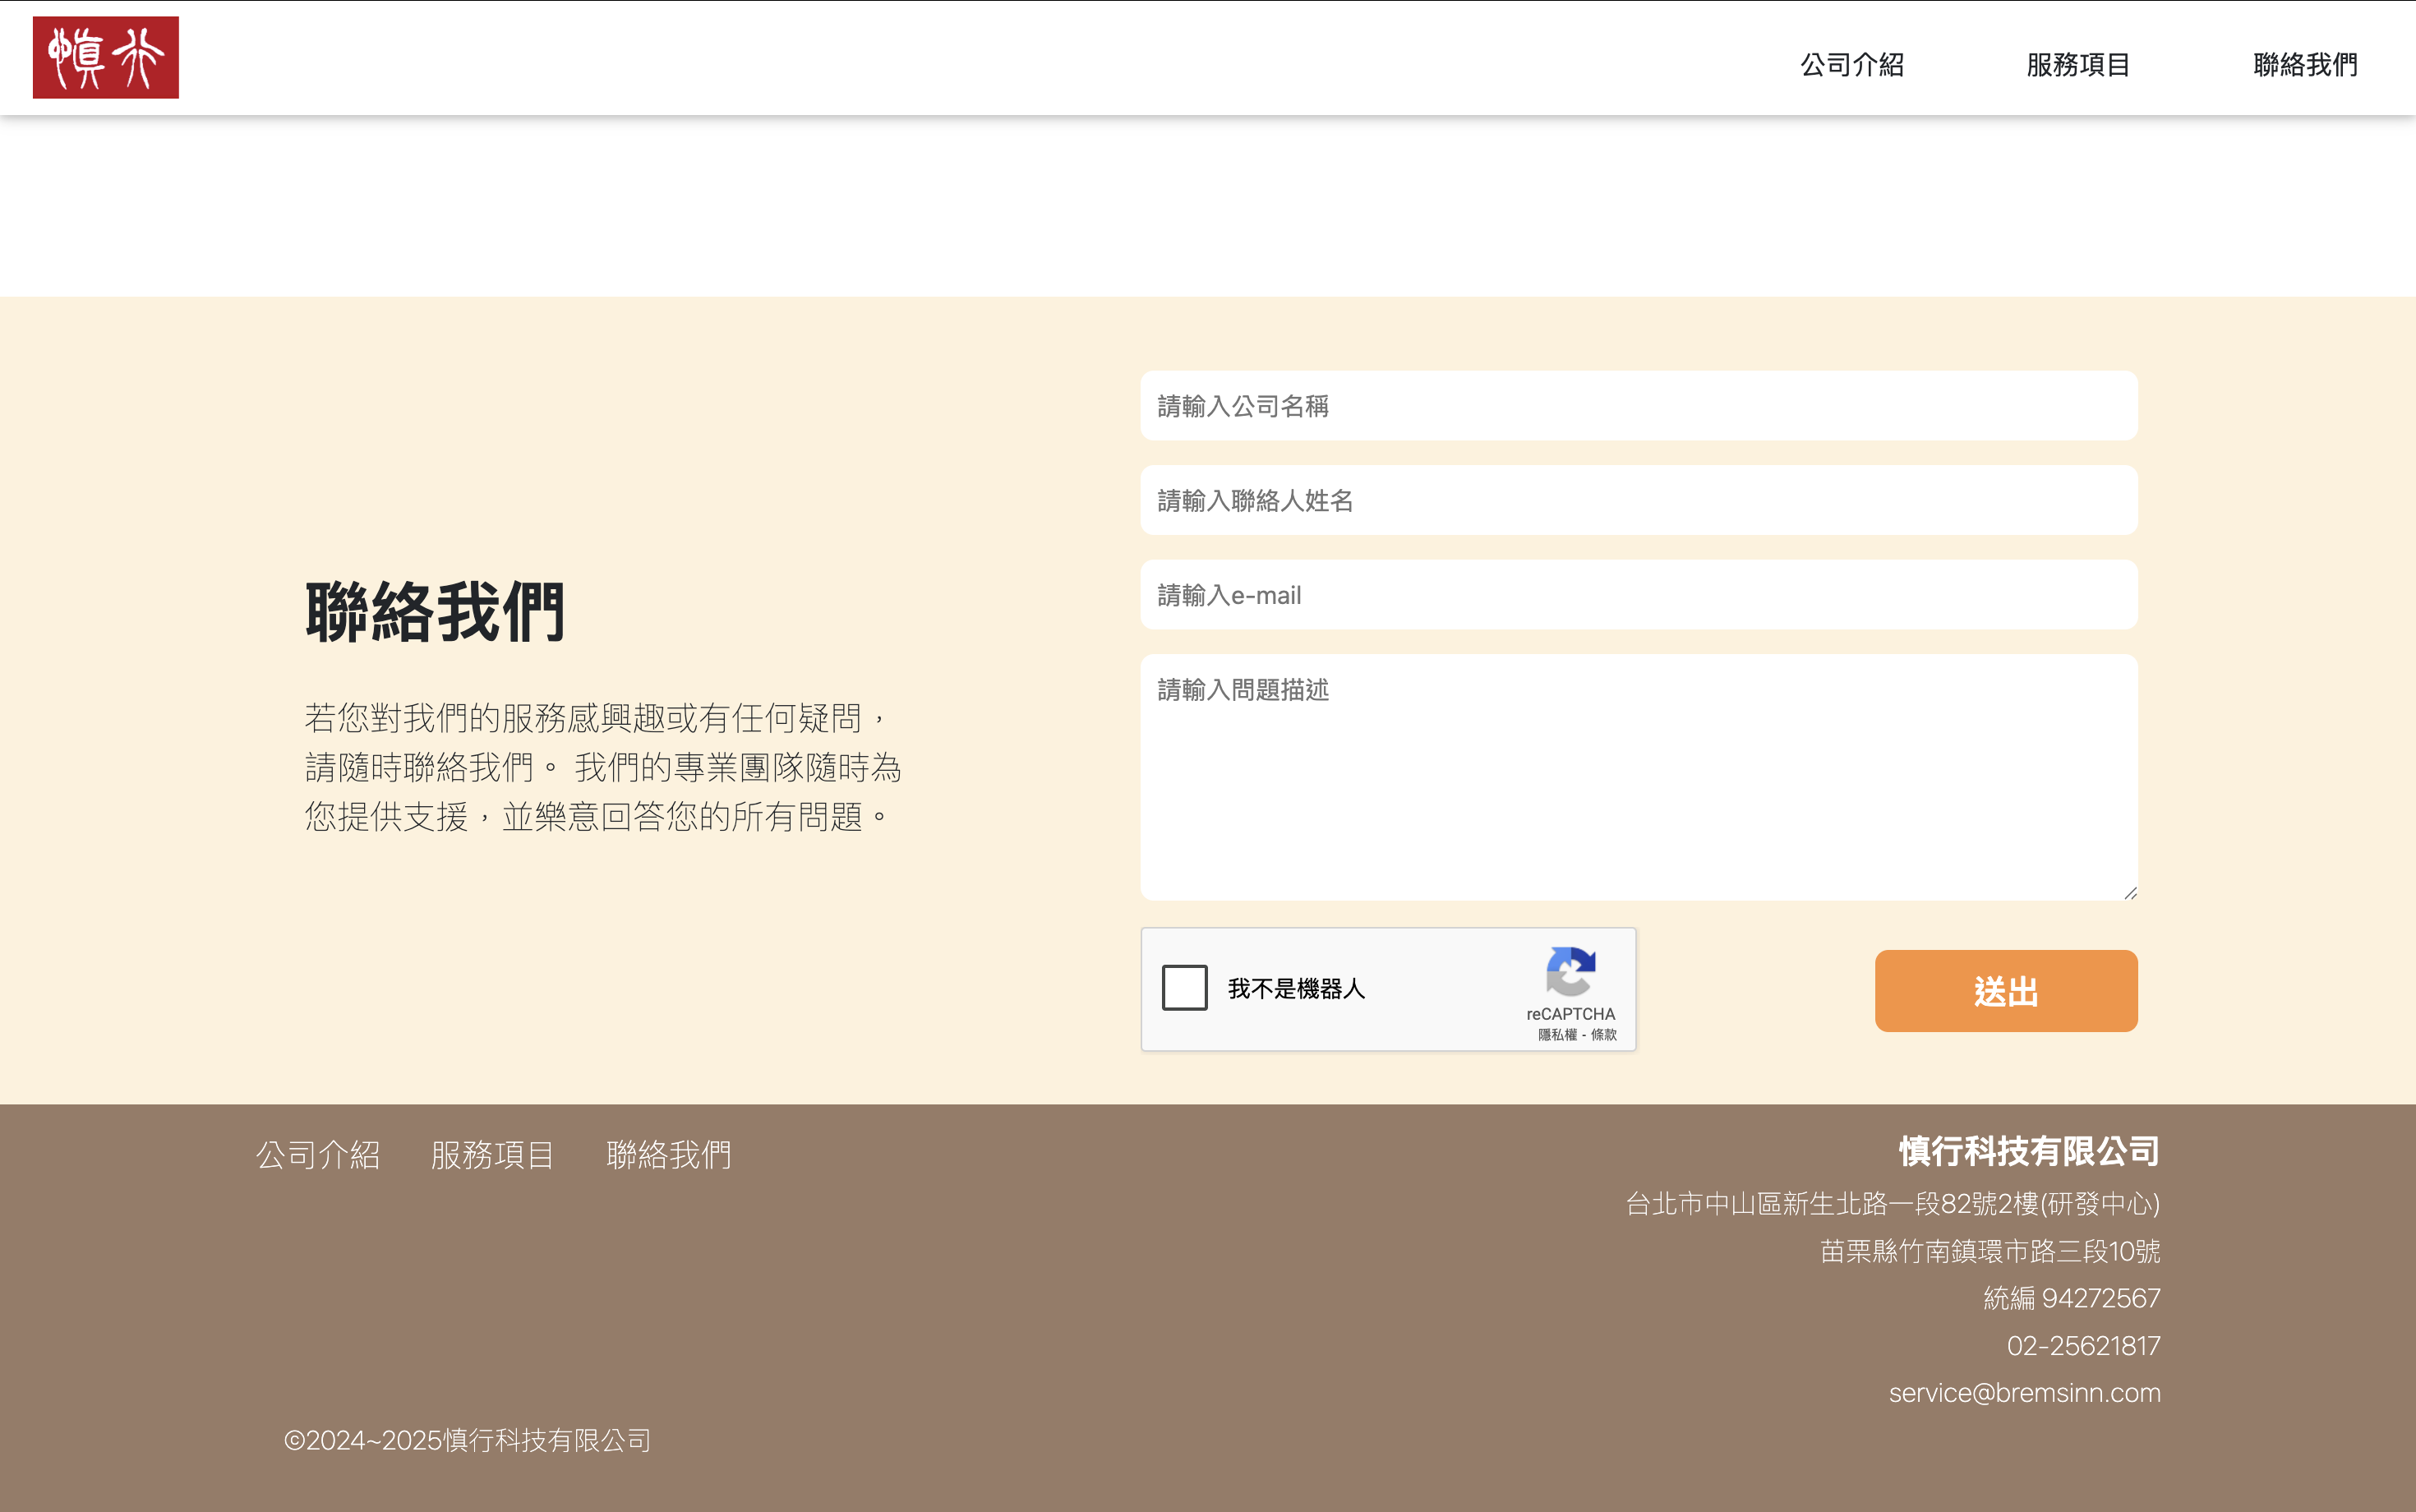 慎行
公司介紹
服務項目
聯絡我們
聯絡我們
若您對我們的服務感興趣或有任何疑問，
請隨時聯絡我們。 我們的專業團隊隨時為
您提供支援，並樂意回答您的所有問題。
請輸入公司名稱
請輸入聯絡人姓名
請輸入e-mail
請輸入問題描述
我不是機器人
reCAPTCHA
隱私權 - 條款
送出
公司介紹
服務項目
聯絡我們
©2024~2025慎行科技有限公司
慎行科技有限公司
台北市中山區新生北路一段82號2樓(研發中心)
苗栗縣竹南鎮環市路三段10號
統編 94272567
02-25621817
service@bremsinn.com